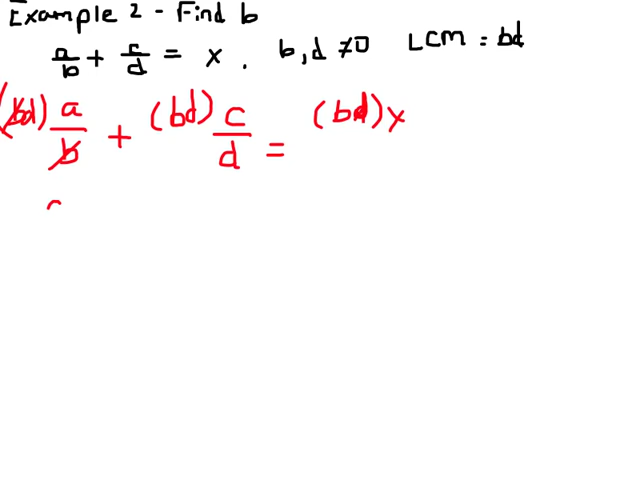 Example 2 - Find b
a/b + c/d = x . b, d ≠ 0 LCM = bd
(bd) a/b + (bd) c/d = (bd) x